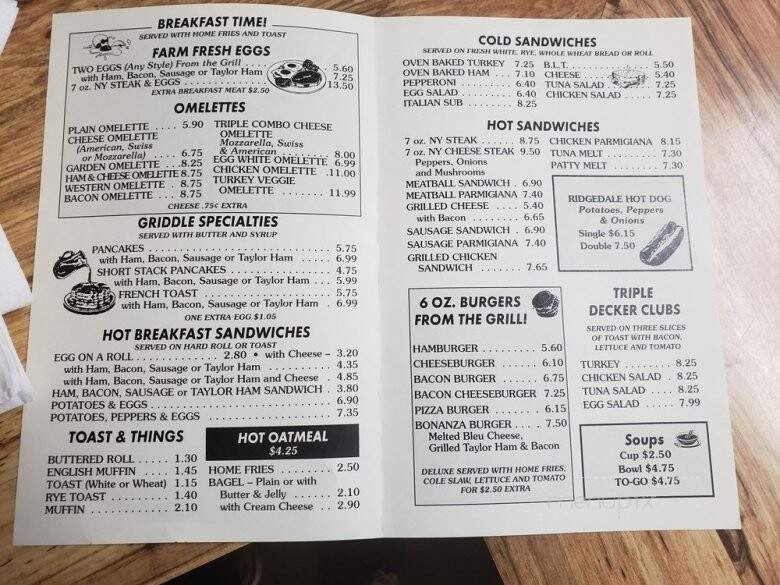 BREAKFAST TIME!
SERVED WITH HOME FRIES AND TOAST
FARM FRESH EGGS
TWO EGGS (Any Style) From the Grill . . . . 5.60
with Ham, Bacon, Sausage or Taylor Ham 7.25
7 oz. NY STEAK & EGGS . . . . . . . . 13.50
EXTRA BREAKFAST MEAT $2.50
OMELETTES
PLAIN OMELETTE . . . . 5.90
CHEESE OMELETTE
(American, Swiss
or Mozzarella) . . . . 6.75
GARDEN OMELETTE . . . 8.25
HAM & CHEESE OMELETTE 8.75
WESTERN OMELETTE . 8.75
BACON OMELETTE . . . 8.75
TRIPLE COMBO CHEESE
OMELETTE
Mozzarella, Swiss
& American . . . . . . . 8.00
EGG WHITE OMELETTE 6.99
CHICKEN OMELETTE . 11.00
TURKEY VEGGIE
OMELETTE . . . . . . . 11.99
CHEESE .75¢ EXTRA
GRIDDLE SPECIALTIES
SERVED WITH BUTTER AND SYRUP
PANCAKES . . . . . . . . . . . . . . . . . . 5.75
with Ham, Bacon, Sausage or Taylor Ham . . . . . 6.99
SHORT STACK PANCAKES . . . . . . . . . . 4.75
with Ham, Bacon, Sausage or Taylor Ham . . . 5.99
FRENCH TOAST . . . . . . . . . . . . . . 5.75
with Ham, Bacon, Sausage or Taylor Ham . 6.99
ONE EXTRA EGG $1.05
HOT BREAKFAST SANDWICHES
SERVED ON HARD ROLL OR TOAST
EGG ON A ROLL . . . . . . . . . . . . 2.80 • with Cheese – 3.20
with Ham, Bacon, Sausage or Taylor Ham . . . . . . . . 4.35
with Ham, Bacon, Sausage or Taylor Ham and Cheese . 4.85
HAM, BACON, SAUSAGE or TAYLOR HAM SANDWICH . 3.80
POTATOES & EGGS . . . . . . . . . . . . . . . . . . 6.90
POTATOES, PEPPERS & EGGS . . . . . . . . . . . . . 7.35
TOAST & THINGS
BUTTERED ROLL . . . . . 1.30
ENGLISH MUFFIN . . . . 1.45
TOAST (White or Wheat) 1.15
RYE TOAST . . . . . . . . 1.40
MUFFIN . . . . . . . . . . 2.10
HOT OATMEAL
$4.25
HOME FRIES . . . . . . . 2.50
BAGEL – Plain or with
Butter & Jelly . . . . . . 2.10
with Cream Cheese . . 2.90
COLD SANDWICHES
SERVED ON FRESH WHITE, RYE, WHOLE WHEAT BREAD OR ROLL
OVEN BAKED TURKEY 7.25
OVEN BAKED HAM . . . 7.10
PEPPERONI . . . . . . . . 6.40
EGG SALAD . . . . . . . . 6.40
ITALIAN SUB . . . . . . . 8.25
B.L.T. . . . . . . . . . . . . 5.50
CHEESE . . . . . . . . . . 5.40
TUNA SALAD . . . . . . . 7.25
CHICKEN SALAD . . . . . 7.25
HOT SANDWICHES
7 oz. NY STEAK . . . . . . 8.75
7 oz. NY CHEESE STEAK 9.50
Peppers, Onions
and Mushrooms
MEATBALL SANDWICH . 6.90
MEATBALL PARMIGIANA 7.40
GRILLED CHEESE . . . . 5.40
with Bacon . . . . . . . . 6.65
SAUSAGE SANDWICH . 6.90
SAUSAGE PARMIGIANA 7.40
GRILLED CHICKEN
SANDWICH . . . . . . . 7.65
CHICKEN PARMIGIANA 8.15
TUNA MELT . . . . . . . . 7.30
PATTY MELT . . . . . . . 7.30
RIDGEDALE HOT DOG
Potatoes, Peppers
& Onions
Single $6.15
Double 7.50
6 OZ. BURGERS
FROM THE GRILL!
HAMBURGER . . . . . . . . 5.60
CHEESEBURGER . . . . . . 6.10
BACON BURGER . . . . . . 6.75
BACON CHEESEBURGER 7.25
PIZZA BURGER . . . . . . . 6.15
BONANZA BURGER . . . . 7.50
Melted Bleu Cheese,
Grilled Taylor Ham & Bacon
DELUXE SERVED WITH HOME FRIES,
COLE SLAW, LETTUCE AND TOMATO
FOR $2.50 EXTRA
TRIPLE
DECKER CLUBS
SERVED ON THREE SLICES
OF TOAST WITH BACON,
LETTUCE AND TOMATO
TURKEY . . . . . . . . . 8.25
CHICKEN SALAD . 8.25
TUNA SALAD . . . . 8.25
EGG SALAD . . . . . 7.99
Soups
Cup $2.50
Bowl $4.75
TO-GO $4.75
menupix